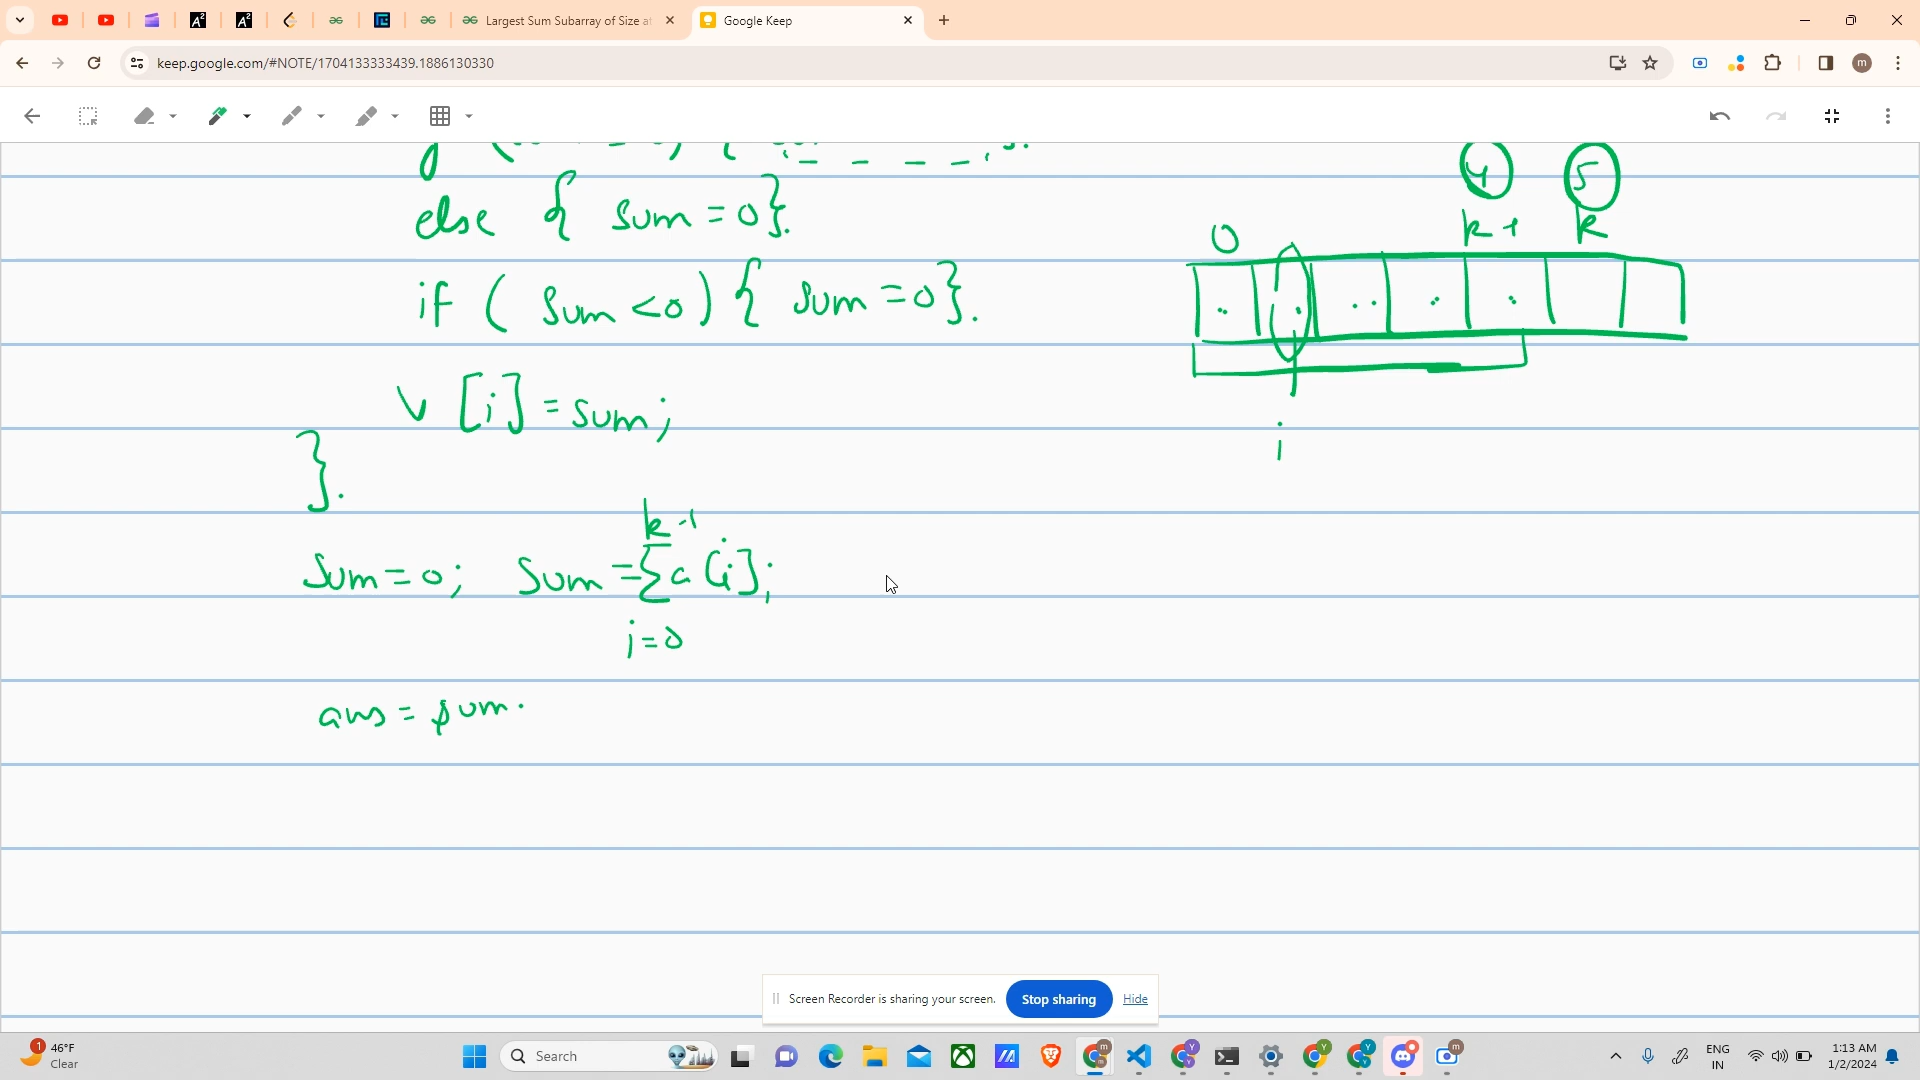 Largest Sum Subarray of Size at
Google Keep
keep.google.com/#NOTE/1704133333439.1886130330
m
else { sum = 0}.
if ( sum <0) { sum = 0}.
v [i] = sum;
}.
4 5
0 k- k
i
k-1
Sum = 0; Sum = Σ a[i];
i=0
ans = sum.
Screen Recorder is sharing your screen. Stop sharing Hide
1 46°F
Clear
Search
ENG
IN
1:13 AM
1/2/2024